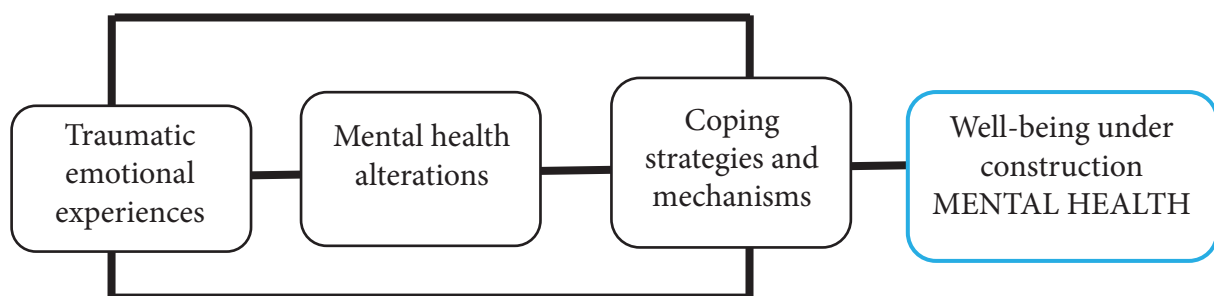 Traumatic
emotional
experiences
Mental health
alterations
Coping
strategies and
mechanisms
Well-being under
construction
MENTAL HEALTH